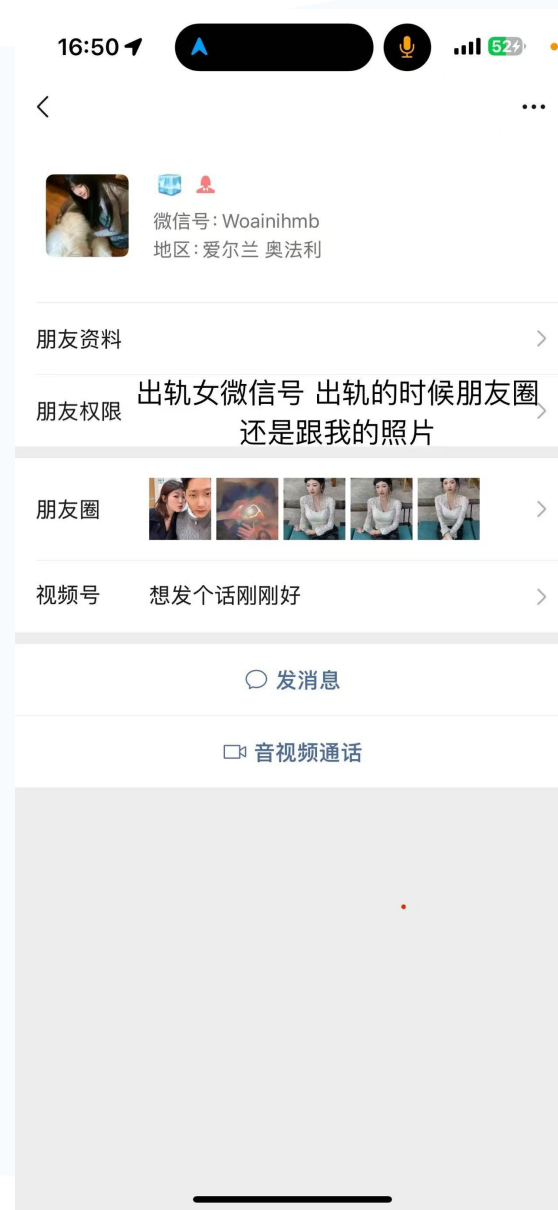 16:50
52
微信号: Woainihmb
地区: 爱尔兰 奥法利
朋友资料
朋友权限
出轨女微信号 出轨的时候朋友圈
还是跟我的照片
朋友圈
视频号 想发个话刚刚好
发消息
音视频通话